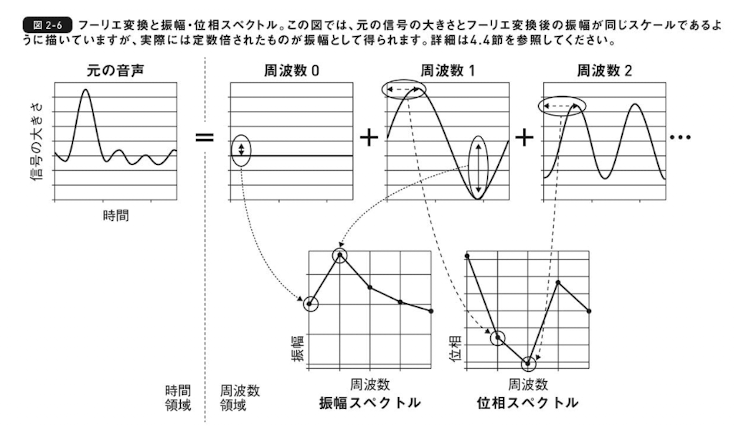 図2-6 フーリエ変換と振幅・位相スペクトル。この図では、元の信号の大きさとフーリエ変換後の振幅が同じスケールであるよ
うに描いていますが、実際には定数倍されたものが振幅として得られます。詳細は4.4節を参照してください。
元の音声
周波数0
周波数1
周波数2
信号の大きさ
=
+
+
…
時間
振幅
位相
時間
領域
周波数
領域
周波数
振幅スペクトル
周波数
位相スペクトル